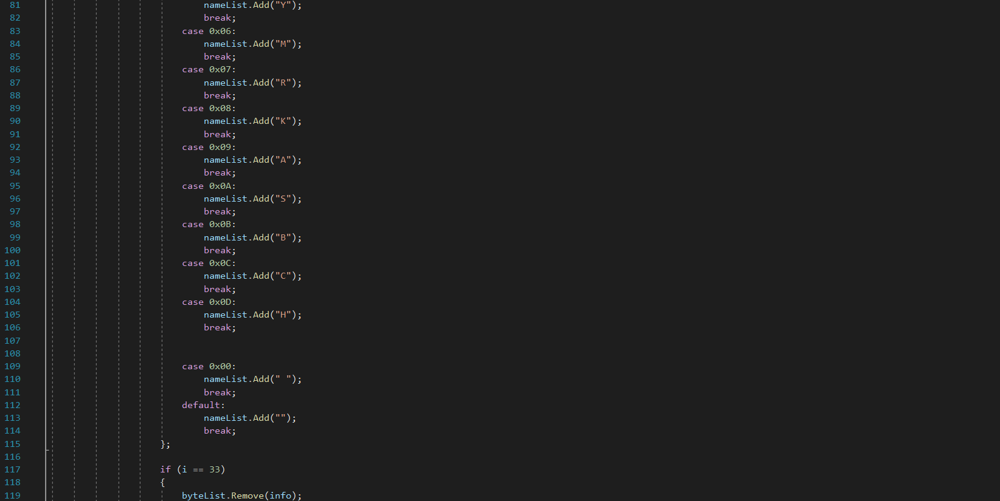 81 nameList.Add("Y");
82 break;
83 case 0x06:
84 nameList.Add("M");
85 break;
86 case 0x07:
87 nameList.Add("R");
88 break;
89 case 0x08:
90 nameList.Add("K");
91 break;
92 case 0x09:
93 nameList.Add("A");
94 break;
95 case 0x0A:
96 nameList.Add("S");
97 break;
98 case 0x0B:
99 nameList.Add("B");
100 break;
101 case 0x0C:
102 nameList.Add("C");
103 break;
104 case 0x0D:
105 nameList.Add("H");
106 break;
107
108
109 case 0x00:
110 nameList.Add(" ");
111 break;
112 default:
113 nameList.Add("");
114 break;
115 };
116
117 if (i == 33)
118 {
119 byteList.Remove(info);